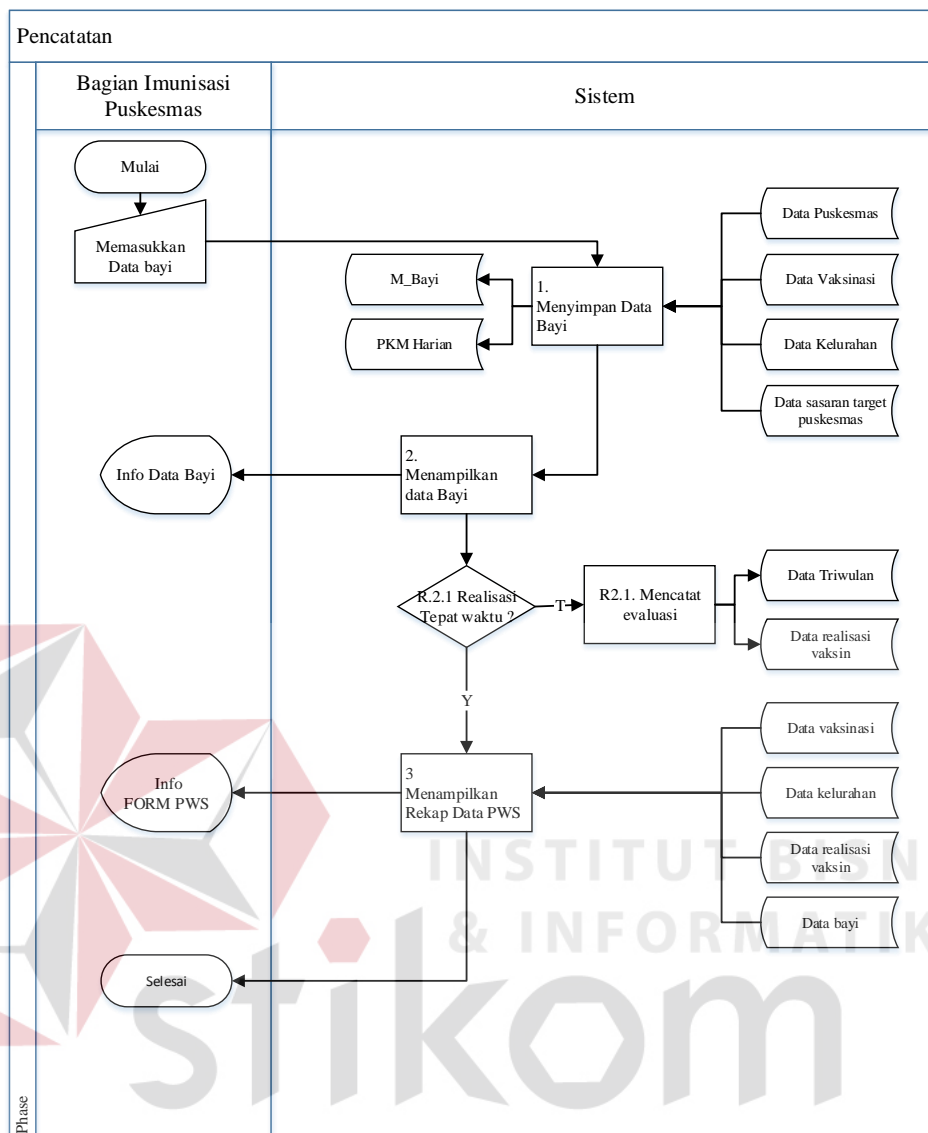 Pencatatan
Bagian Imunisasi
Puskesmas
Sistem
Mulai
Memasukkan
Data bayi
M_Bayi
PKM Harian
1.
Menyimpan Data
Bayi
Data Puskesmas
Data Vaksinasi
Data Kelurahan
Data sasaran target
puskesmas
Info Data Bayi
2.
Menampilkan
data Bayi
R.2.1 Realisasi
Tepat waktu ?
T
R2.1. Mencatat
evaluasi
Data Triwulan
Data realisasi
vaksin
Y
Info
FORM PWS
3
Menampilkan
Rekap Data PWS
Data vaksinasi
Data kelurahan
Data realisasi
vaksin
Data bayi
Selesai
Phase
INSTITUT BISN
& INFORMATIK
stikom